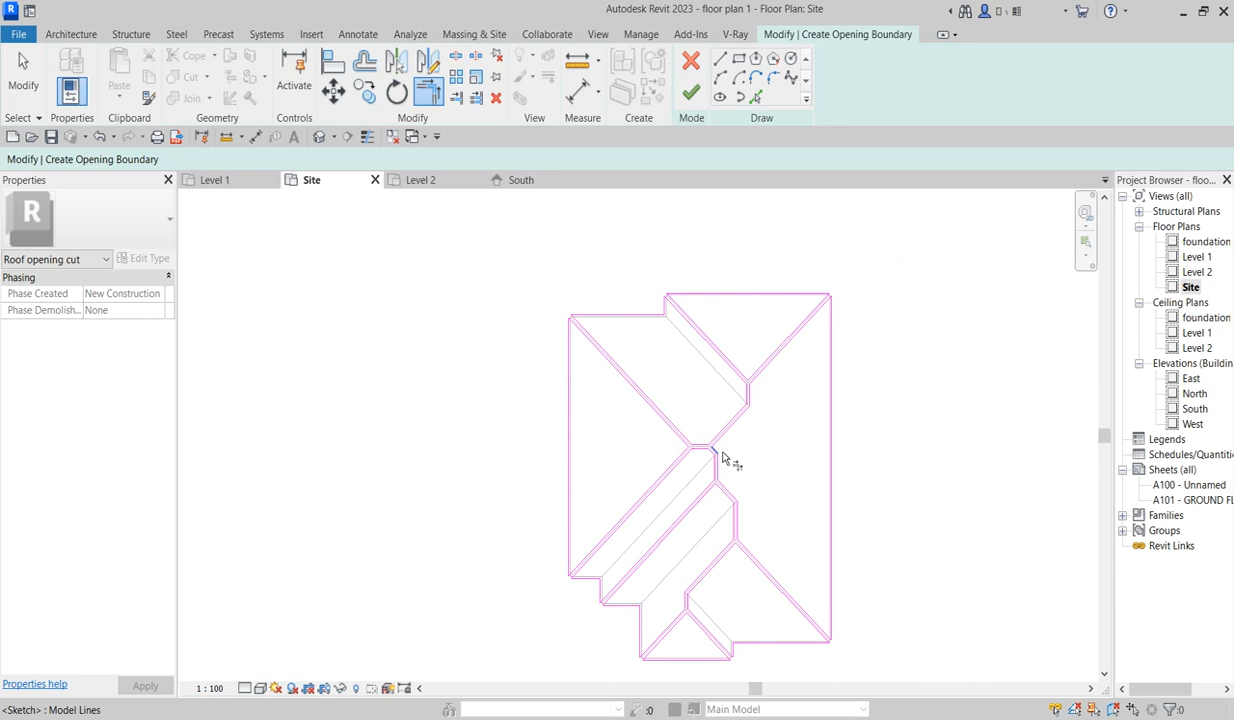 Autodesk Revit 2023 - floor plan 1 - Floor Plan: Site
File Architecture Structure Steel Precast Systems Insert Annotate Analyze Massing & Site Collaborate View Manage Add-Ins V-Ray Modify | Create Opening Boundary
Modify Paste Cope Cut Join Activate
Select Properties Clipboard Geometry Controls Modify View Measure Create Mode Draw
Modify | Create Opening Boundary
Properties
Level 1 Site Level 2 South
Project Browser - floo...
R
Roof opening cut Edit Type
Phasing
Phase Created New Construction
Phase Demolish... None
Properties help Apply
Views (all)
Structural Plans
Floor Plans
foundation
Level 1
Level 2
Site
Ceiling Plans
foundation
Level 1
Level 2
Elevations (Buildin
East
North
South
West
Legends
Schedules/Quantitie
Sheets (all)
A100 - Unnamed
A101 - GROUND FL
Families
Groups
Revit Links
1 : 100
<Sketch> : Model Lines :0 Main Model :0